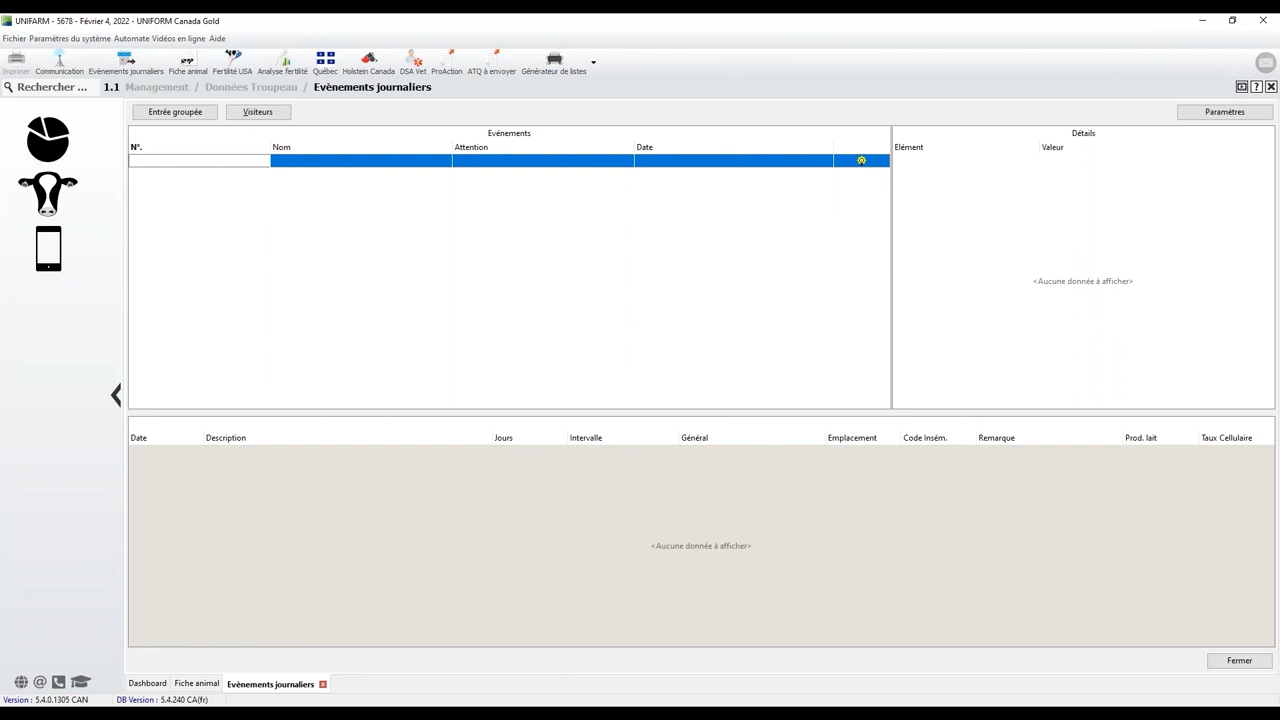 UNIFARM - 5678 - Février 4, 2022 - UNIFORM Canada Gold
Fichier Paramètres du système Automate Vidéos en ligne Aide
Imprimer Communication Evénements journaliers Fiche animal Fertilité USA Analyse fertilité Québec Holstein Canada DSA Vet ProAction ATQ à envoyer Générateur de listes
Rechercher ... 1.1 Management / Données Troupeau / Evènements journaliers
Entrée groupée Visiteurs Paramètres
Evénements Détails
N°. Nom Attention Date Elément Valeur
<Aucune donnée à afficher>
Date Description Jours Intervalle Général Emplacement Code Insém. Remarque Prod. lait Taux Cellulaire
<Aucune donnée à afficher>
Fermer
Dashboard Fiche animal Evènements journaliers
Version : 5.4.0.1305 CAN DB Version : 5.4.240 CA(fr)